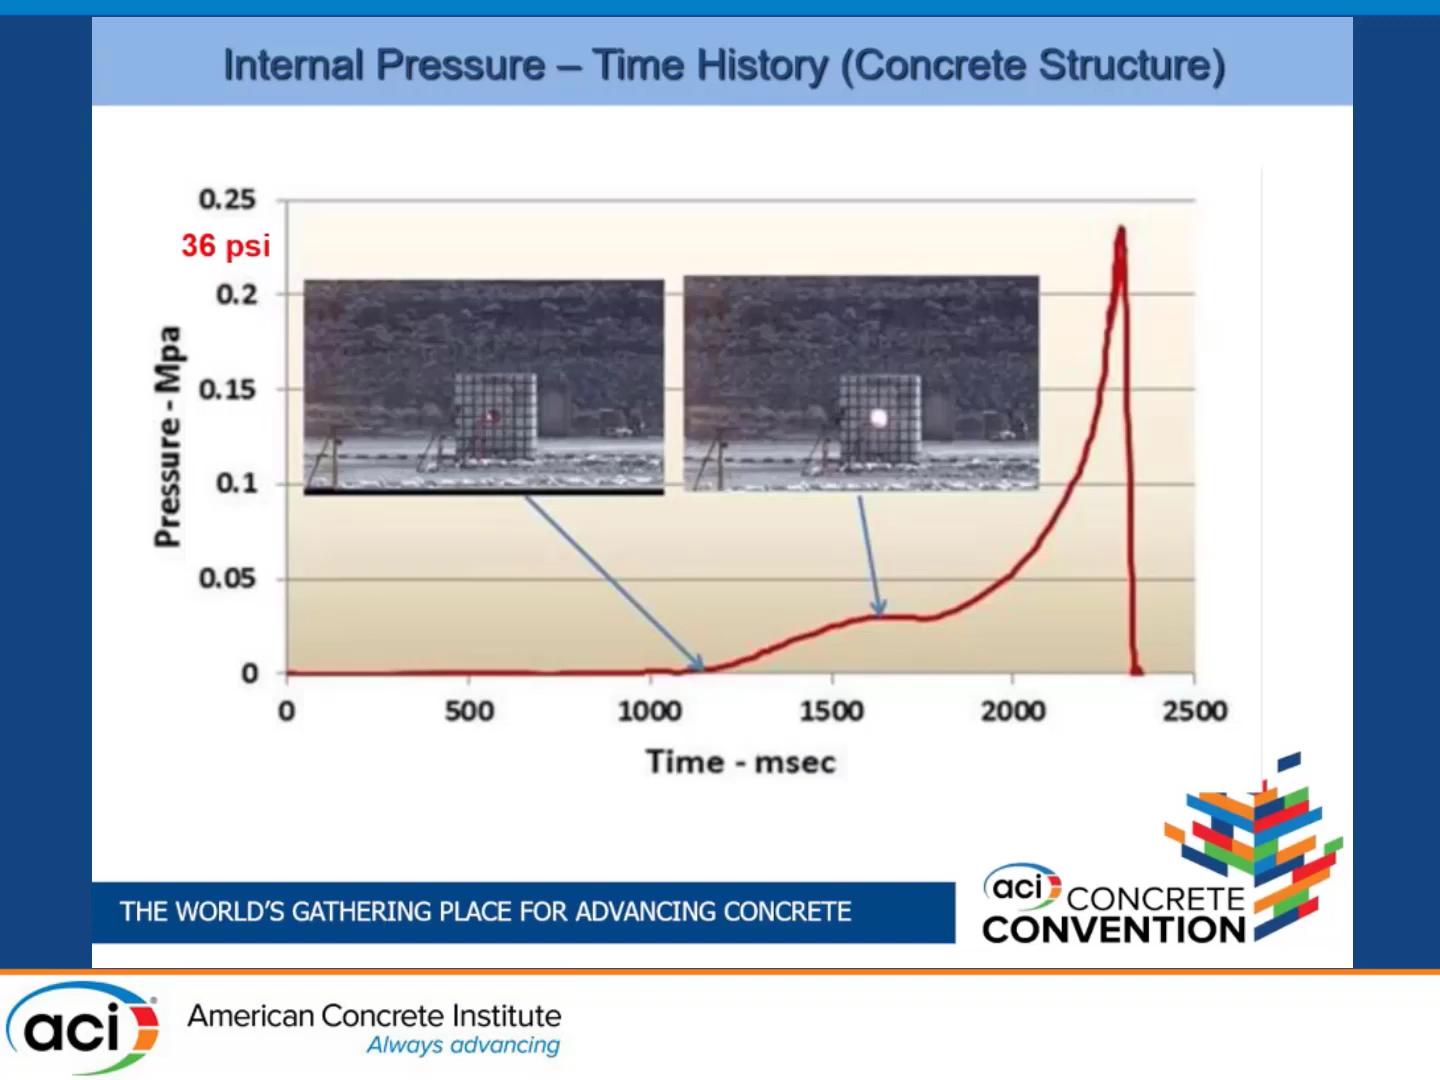 Internal Pressure – Time History (Concrete Structure)
0.25
36 psi
0.2
0.15
0.1
0.05
0
Pressure - Mpa
0
500
1000
1500
2000
2500
Time - msec
THE WORLD'S GATHERING PLACE FOR ADVANCING CONCRETE
aci CONCRETE
CONVENTION
aci
®
American Concrete Institute
Always advancing